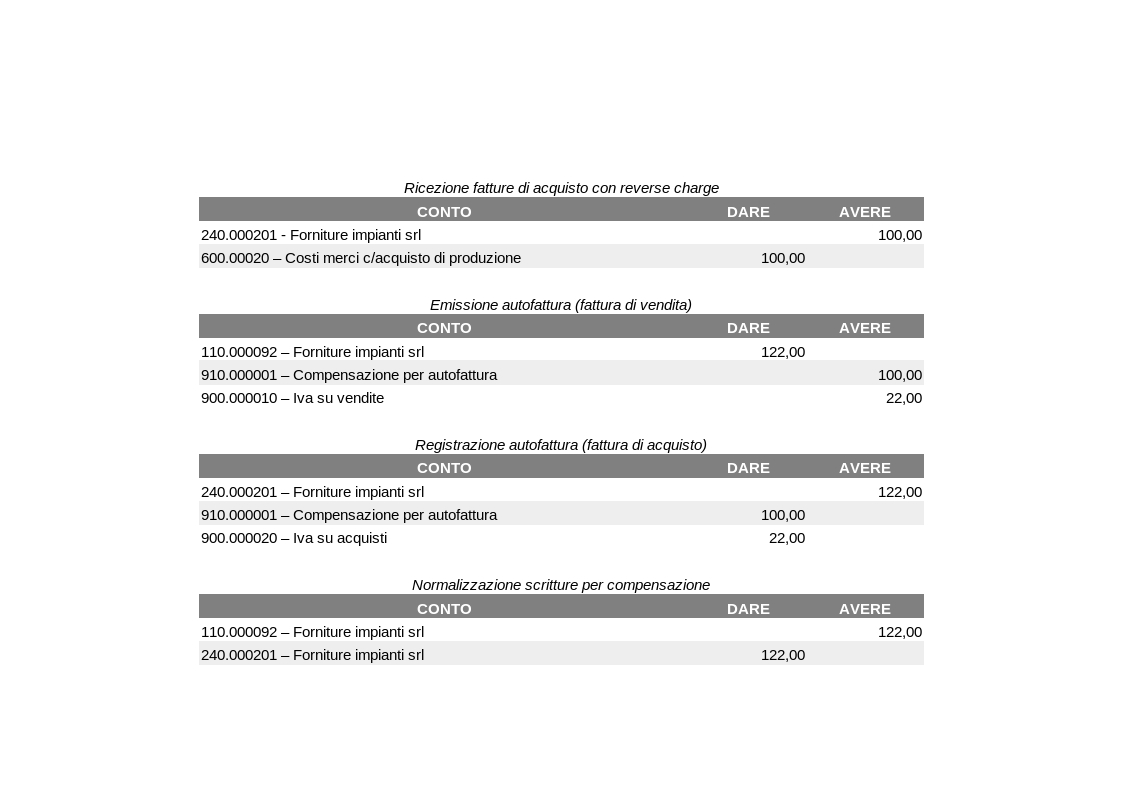 Ricezione fatture di acquisto con reverse charge
CONTO DARE AVERE
240.000201 - Forniture impianti srl 100,00
600.00020 – Costi merci c/acquisto di produzione 100,00
Emissione autofattura (fattura di vendita)
CONTO DARE AVERE
110.000092 – Forniture impianti srl 122,00
910.000001 – Compensazione per autofattura 100,00
900.000010 – Iva su vendite 22,00
Registrazione autofattura (fattura di acquisto)
CONTO DARE AVERE
240.000201 – Forniture impianti srl 122,00
910.000001 – Compensazione per autofattura 100,00
900.000020 – Iva su acquisti 22,00
Normalizzazione scritture per compensazione
CONTO DARE AVERE
110.000092 – Forniture impianti srl 122,00
240.000201 – Forniture impianti srl 122,00